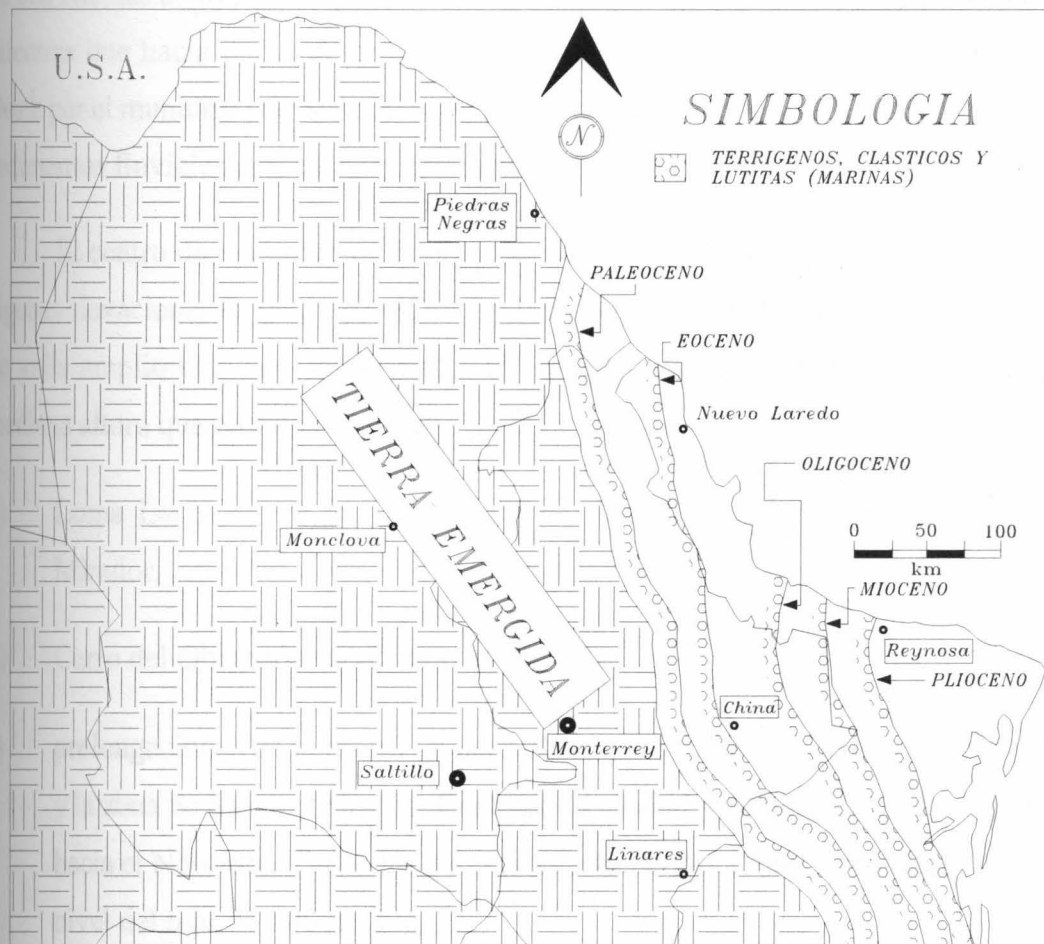 U.S.A.
N
SIMBOLOGIA
TERRIGENOS, CLASTICOS Y
LUTITAS (MARINAS)
Piedras
Negras
PALEOCENO
EOCENO
Nuevo Laredo
OLIGOCENO
0 50 100
km
TIERRA EMERGIDA
Monclova
MIOCENO
Reynosa
PLIOCENO
China
Monterrey
Saltillo
Linares